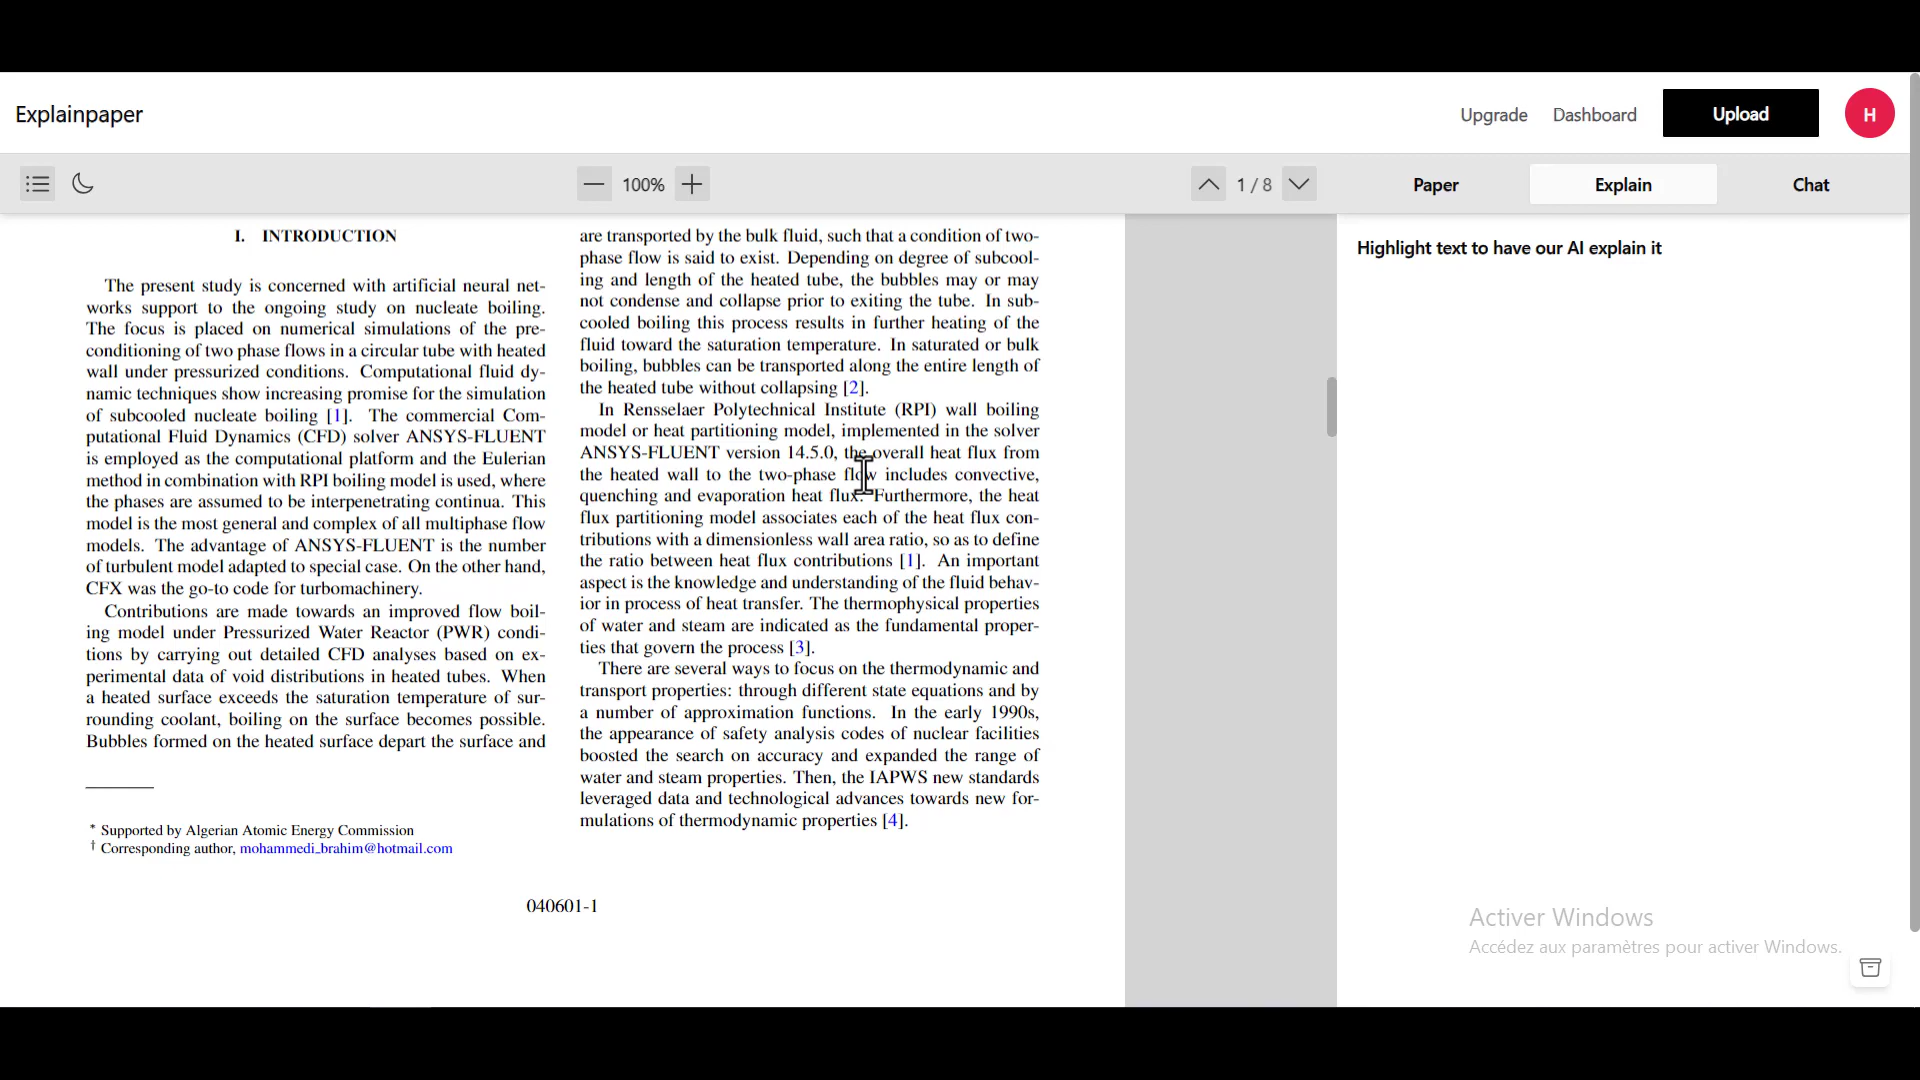 Explainpaper
Upgrade
Dashboard
Upload
H
100%
1 / 8
Paper
Explain
Chat
I. INTRODUCTION
The present study is concerned with artificial neural net-
works support to the ongoing study on nucleate boiling.
The focus is placed on numerical simulations of the pre-
conditioning of two phase flows in a circular tube with heated
wall under pressurized conditions. Computational fluid dy-
namic techniques show increasing promise for the simulation
of subcooled nucleate boiling [1]. The commercial Com-
putational Fluid Dynamics (CFD) solver ANSYS-FLUENT
is employed as the computational platform and the Eulerian
method in combination with RPI boiling model is used, where
the phases are assumed to be interpenetrating continua. This
model is the most general and complex of all multiphase flow
models. The advantage of ANSYS-FLUENT is the number
of turbulent model adapted to special case. On the other hand,
CFX was the go-to code for turbomachinery.
Contributions are made towards an improved flow boil-
ing model under Pressurized Water Reactor (PWR) condi-
tions by carrying out detailed CFD analyses based on ex-
perimental data of void distributions in heated tubes. When
a heated surface exceeds the saturation temperature of sur-
rounding coolant, boiling on the surface becomes possible.
Bubbles formed on the heated surface depart the surface and
* Supported by Algerian Atomic Energy Commission
† Corresponding author, mohammedi_brahim@hotmail.com
are transported by the bulk fluid, such that a condition of two-
phase flow is said to exist. Depending on degree of subcool-
ing and length of the heated tube, the bubbles may or may
not condense and collapse prior to exiting the tube. In sub-
cooled boiling this process results in further heating of the
fluid toward the saturation temperature. In saturated or bulk
boiling, bubbles can be transported along the entire length of
the heated tube without collapsing [2].
In Rensselaer Polytechnical Institute (RPI) wall boiling
model or heat partitioning model, implemented in the solver
ANSYS-FLUENT version 14.5.0, the overall heat flux from
the heated wall to the two-phase flow includes convective,
quenching and evaporation heat flux. Furthermore, the heat
flux partitioning model associates each of the heat flux con-
tributions with a dimensionless wall area ratio, so as to define
the ratio between heat flux contributions [1]. An important
aspect is the knowledge and understanding of the fluid behav-
ior in process of heat transfer. The thermophysical properties
of water and steam are indicated as the fundamental proper-
ties that govern the process [3].
There are several ways to focus on the thermodynamic and
transport properties: through different state equations and by
a number of approximation functions. In the early 1990s,
the appearance of safety analysis codes of nuclear facilities
boosted the search on accuracy and expanded the range of
water and steam properties. Then, the IAPWS new standards
leveraged data and technological advances towards new for-
mulations of thermodynamic properties [4].
040601-1
Highlight text to have our AI explain it
Activer Windows
Accédez aux paramètres pour activer Windows.